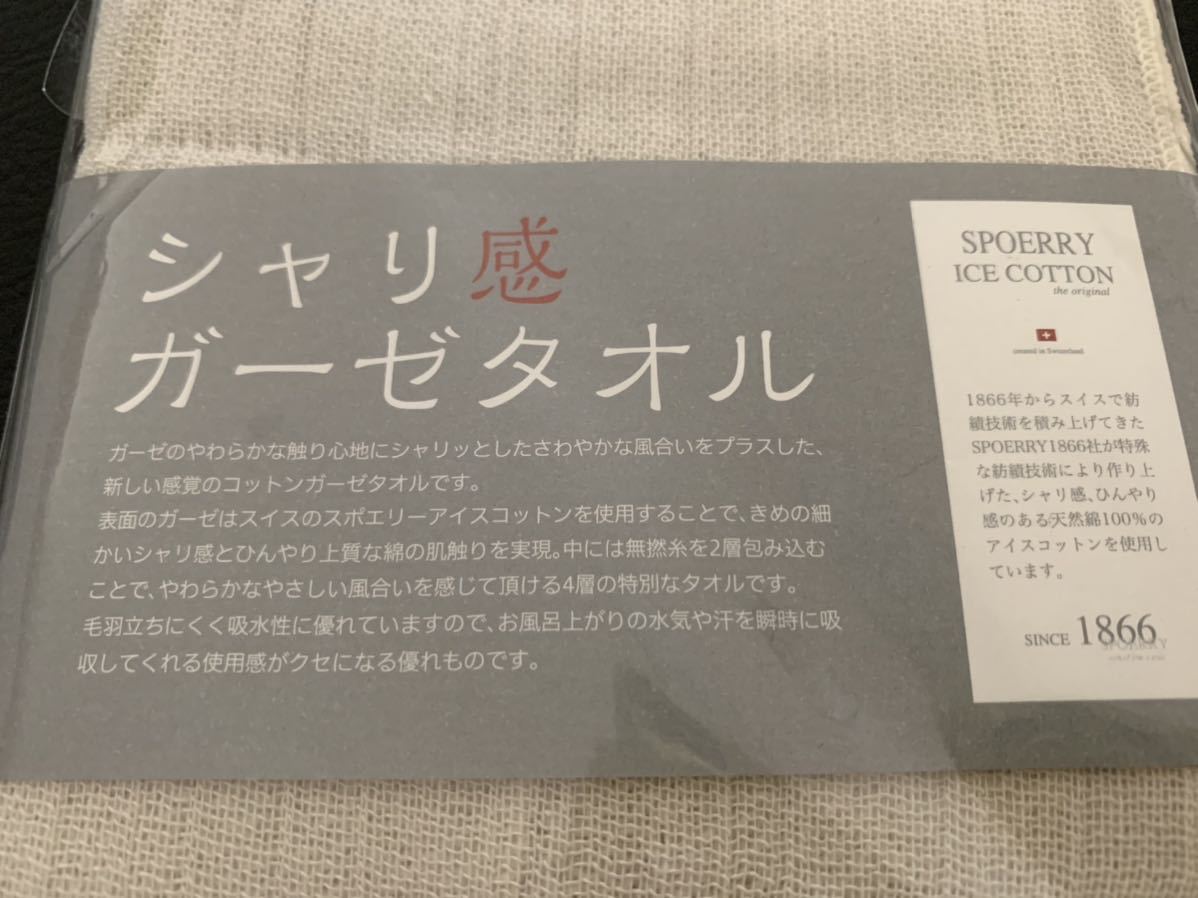 シャリ感
ガーゼタオル
ガーゼのやわらかな触り心地にシャリッとしたさわやかな風合いをプラスした、
新しい感覚のコットンガーゼタオルです。
表面のガーゼはスイスのスポエリーアイスコットンを使用することで、きめの細
かいシャリ感とひんやり上質な綿の肌触りを実現。中には無撚糸を2層包み込む
ことで、やわらかなやさしい風合いを感じて頂ける4層の特別なタオルです。
毛羽立ちにくく吸水性に優れていますので、お風呂上がりの水気や汗を瞬時に吸
収してくれる使用感がクセになる優れものです。
SPOERRY
ICE COTTON
the original
created in Switzerland
1866年からスイスで紡
績技術を積み上げてきた
SPOERRY1866社が特殊
な紡績技術により作り上
げた、シャリ感、ひんやり
感のある天然綿100%の
アイスコットンを使用し
ています。
SINCE 1866
SPOERRY